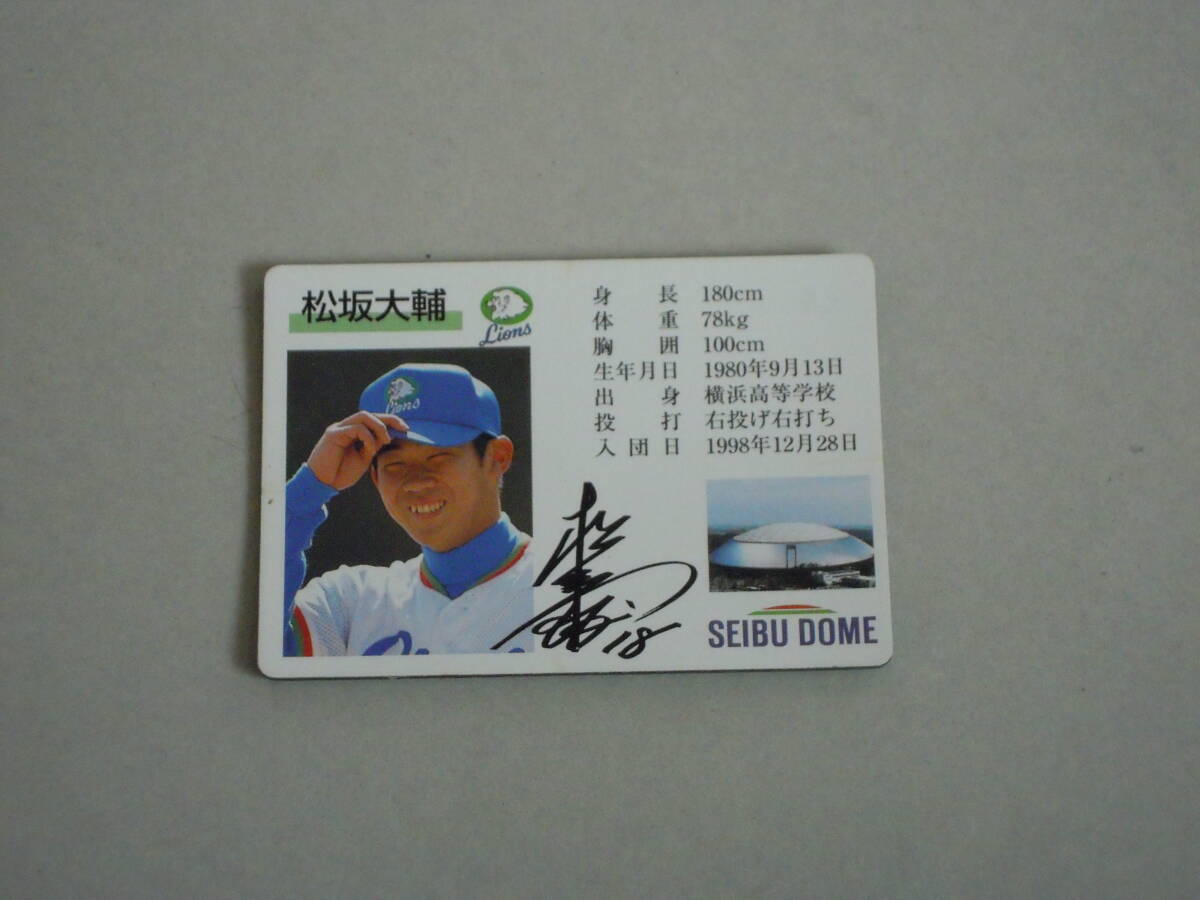 松坂大輔
Lions
身長 180cm
体重 78kg
胸囲 100cm
生年月日 1980年9月13日
出身 横浜高等学校
投打 右投げ右打ち
入団日 1998年12月28日
Lions
18
SEIBU DOME